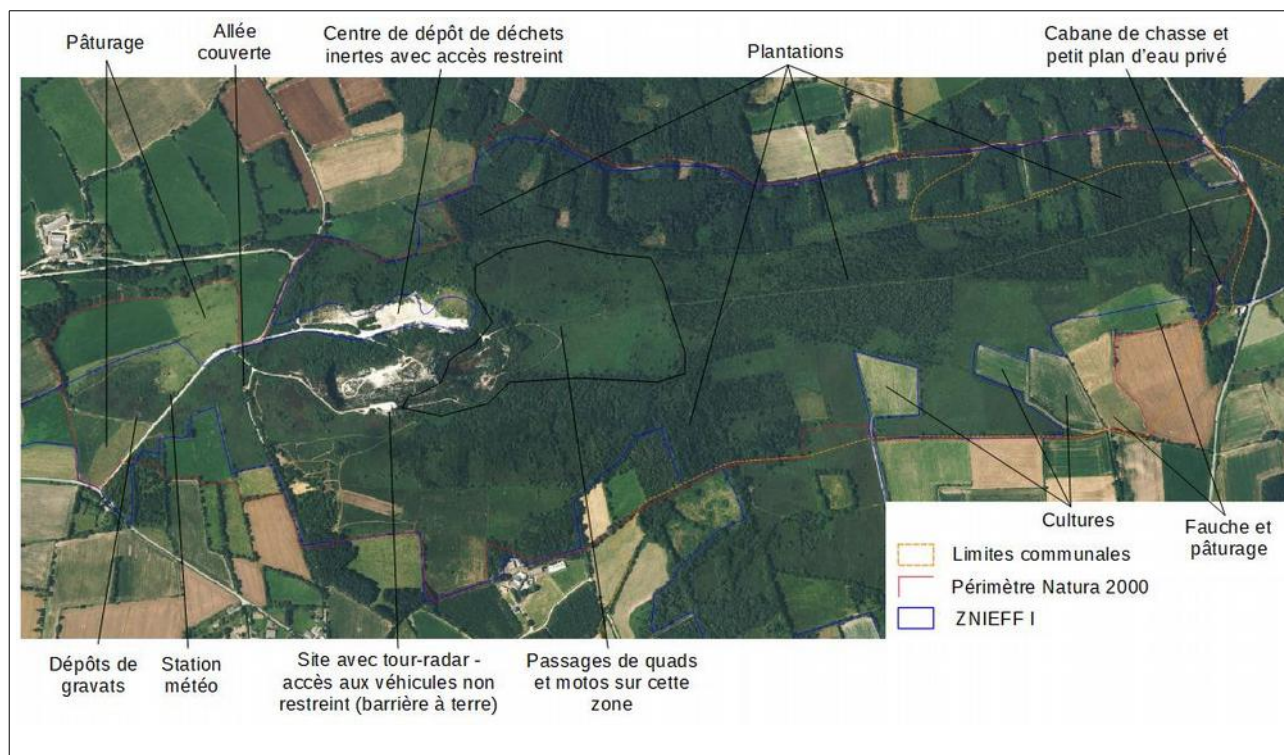 Pâturage
Allée
couverte
Centre de dépôt de déchets
inertes avec accès restreint
Plantations
Cabane de chasse et
petit plan d'eau privé
Cultures
Fauche et
pâturage
Limites communales
Périmètre Natura 2000
ZNIEFF I
Dépôts de
gravats
Station
météo
Site avec tour-radar -
accès aux véhicules non
restreint (barrière à terre)
Passages de quads
et motos sur cette
zone